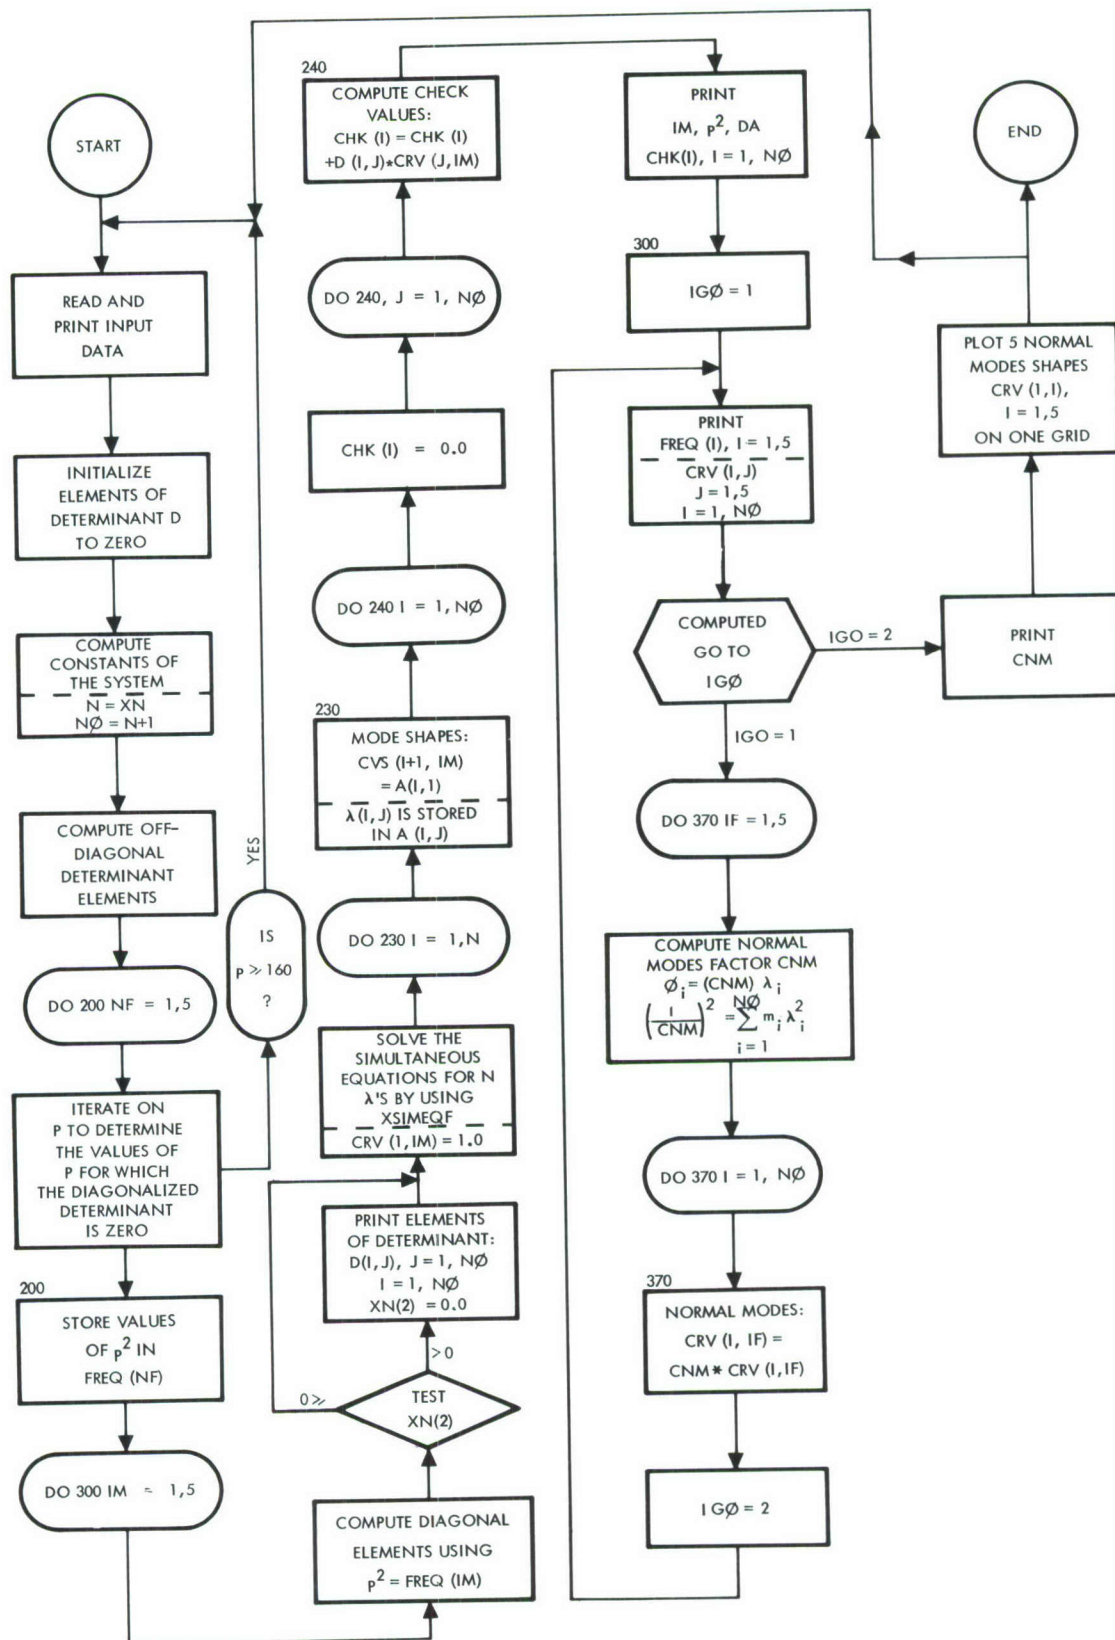 START
READ AND
PRINT INPUT
DATA
INITIALIZE
ELEMENTS OF
DETERMINANT D
TO ZERO
COMPUTE
CONSTANTS OF
THE SYSTEM
N = XN
NØ = N+1
COMPUTE OFF-
DIAGONAL
DETERMINANT
ELEMENTS
DO 200 NF = 1,5
ITERATE ON
P TO DETERMINE
THE VALUES OF
P FOR WHICH
THE DIAGONALIZED
DETERMINANT
IS ZERO
YES
IS
P ⩾ 160
?
200
STORE VALUES
OF P² IN
FREQ (NF)
DO 300 IM = 1,5
COMPUTE DIAGONAL
ELEMENTS USING
P² = FREQ (IM)
TEST
XN(2)
0 ⩾
> 0
PRINT ELEMENTS
OF DETERMINANT:
D(I,J), J = 1, NØ
I = 1, NØ
XN(2) = 0.0
SOLVE THE
SIMULTANEOUS
EQUATIONS FOR N
λ'S BY USING
XSIMEQF
CRV (1,IM) = 1.0
DO 230 I = 1,N
230
MODE SHAPES:
CVS (I+1, IM)
= A(I,1)
λ(I,J) IS STORED
IN A (I,J)
DO 240 I = 1, NØ
CHK (I) = 0.0
DO 240, J = 1, NØ
240
COMPUTE CHECK
VALUES:
CHK (I) = CHK (I)
+D (I,J)*CRV (J,IM)
PRINT
IM, P², DA
CHK(I), I = 1, NØ
300
IGØ = 1
PRINT
FREQ (I), I = 1,5
CRV (I,J)
J = 1,5
I = 1, NØ
COMPUTED
GO TO
IGØ
IGO = 2
IGO = 1
DO 370 IF = 1,5
COMPUTE NORMAL
MODES FACTOR CNM
Ø_i = (CNM) λ_i
(1/CNM)² = NØ ∑ i = 1 m_i λ_i²
DO 370 I = 1, NØ
370
NORMAL MODES:
CRV (I, IF) =
CNM* CRV (I,IF)
IGØ = 2
PRINT
CNM
PLOT 5 NORMAL
MODES SHAPES
CRV (1,I),
I = 1,5
ON ONE GRID
END